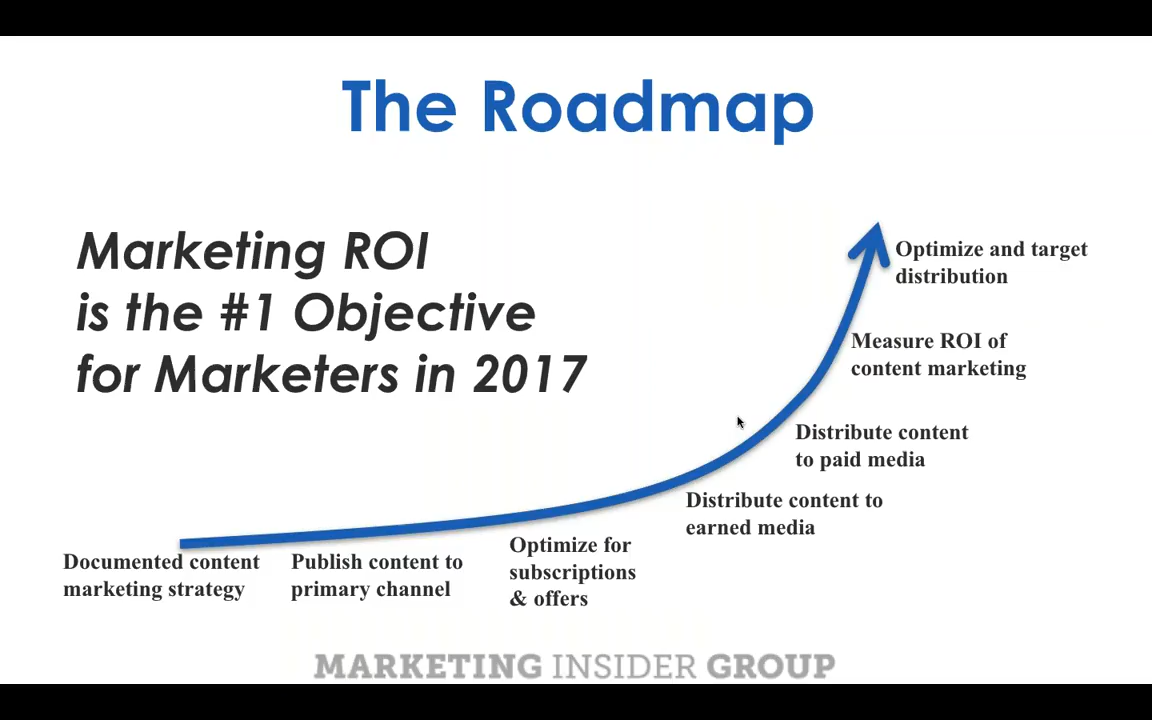 The Roadmap
Marketing ROI
is the #1 Objective
for Marketers in 2017
Optimize and target
distribution
Measure ROI of
content marketing
Distribute content
to paid media
Distribute content to
earned media
Optimize for
subscriptions
& offers
Publish content to
primary channel
Documented content
marketing strategy
MARKETING INSIDER GROUP